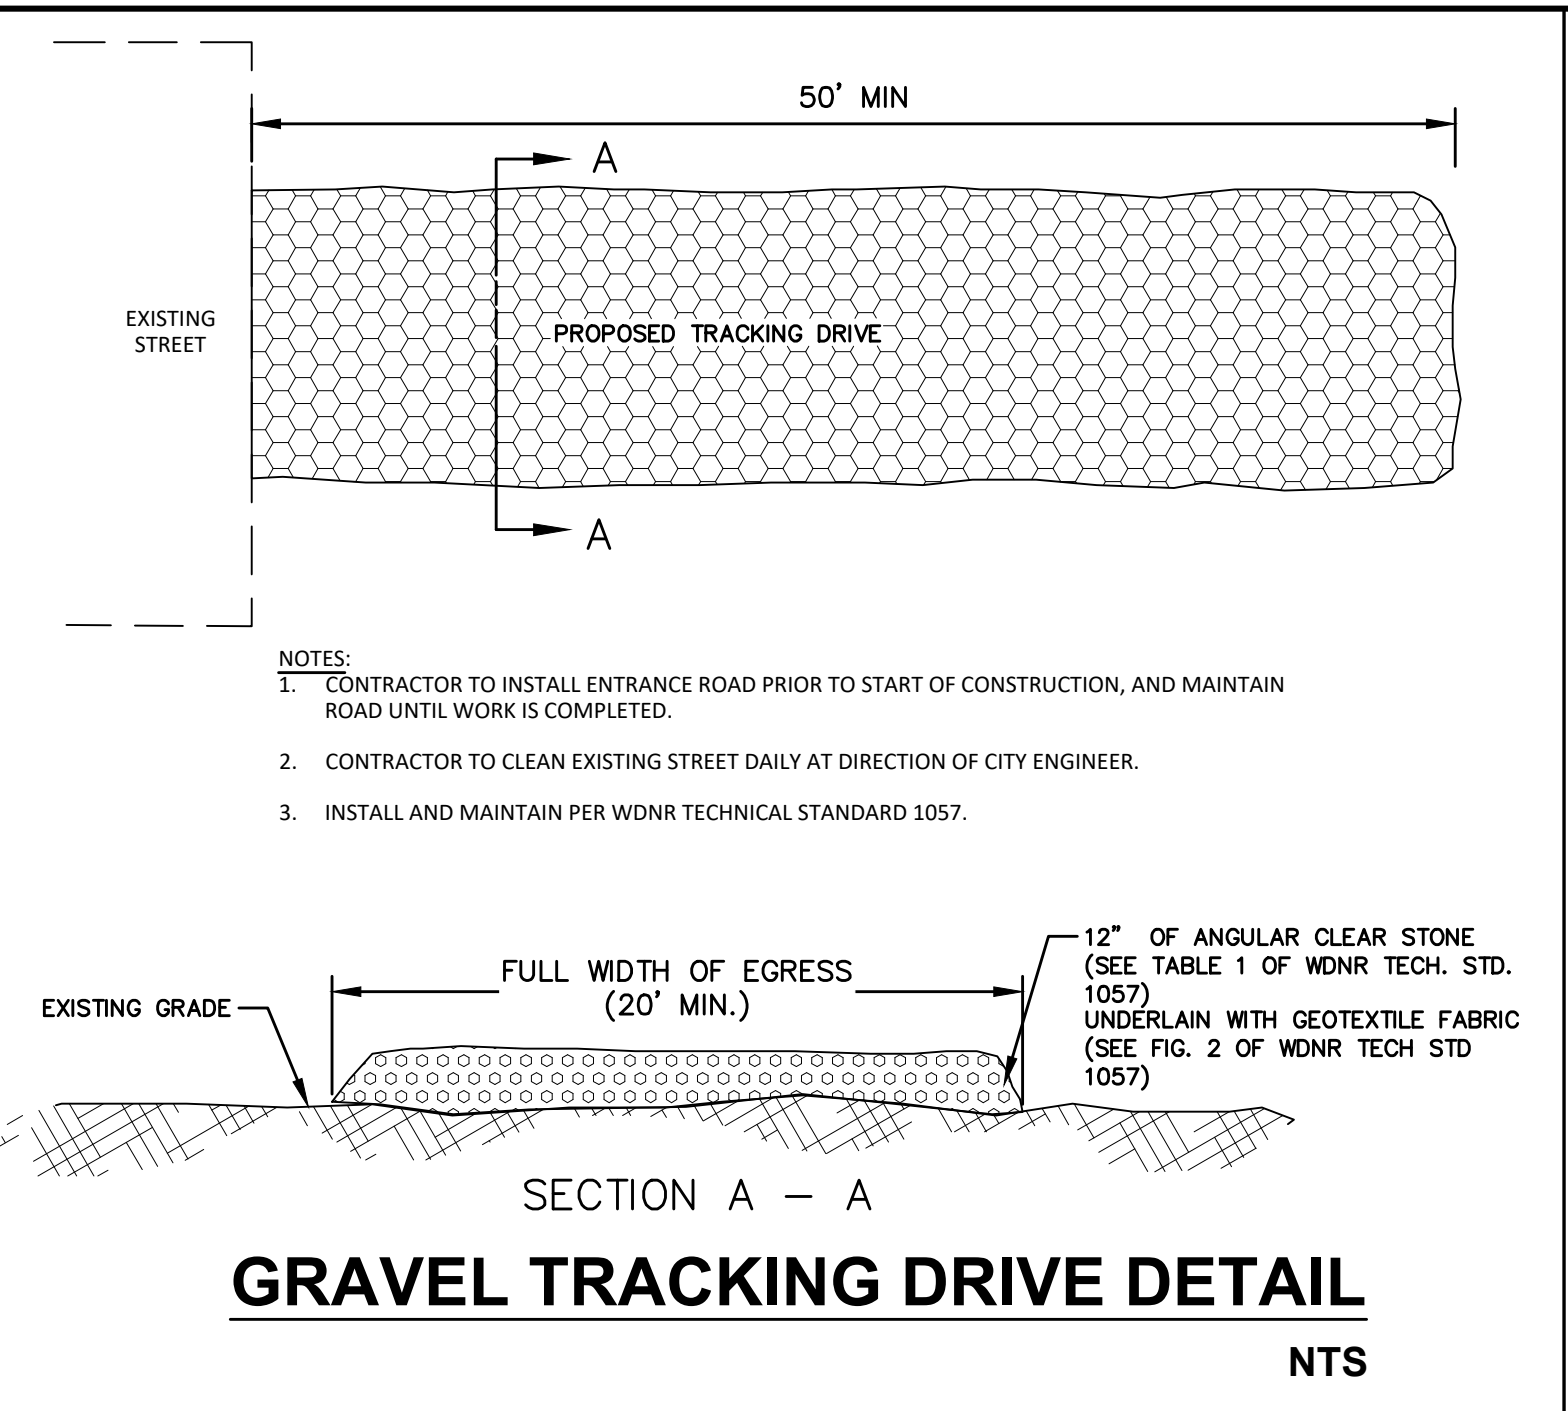 50' MIN
A
EXISTING
STREET
PROPOSED TRACKING DRIVE
A
NOTES:
1. CONTRACTOR TO INSTALL ENTRANCE ROAD PRIOR TO START OF CONSTRUCTION, AND MAINTAIN
ROAD UNTIL WORK IS COMPLETED.
2. CONTRACTOR TO CLEAN EXISTING STREET DAILY AT DIRECTION OF CITY ENGINEER.
3. INSTALL AND MAINTAIN PER WDNR TECHNICAL STANDARD 1057.
EXISTING GRADE
FULL WIDTH OF EGRESS
(20' MIN.)
12" OF ANGULAR CLEAR STONE
(SEE TABLE 1 OF WDNR TECH. STD.
1057)
UNDERLAIN WITH GEOTEXTILE FABRIC
(SEE FIG. 2 OF WDNR TECH STD
1057)
SECTION A – A
GRAVEL TRACKING DRIVE DETAIL
NTS